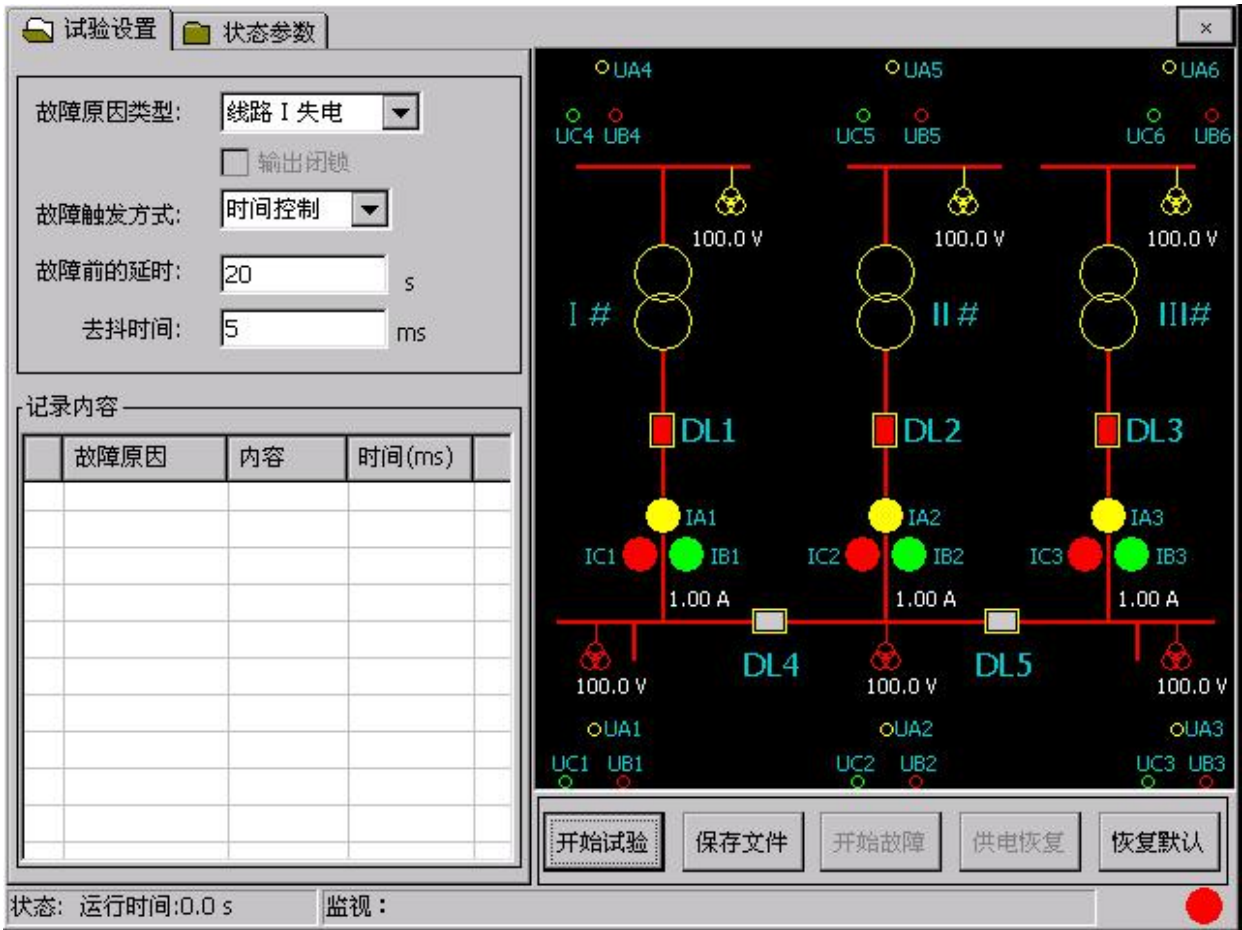 试验设置 状态参数 ×
故障原因类型: 线路 I 失电
输出闭锁
故障触发方式: 时间控制
故障前的延时: 20 s
去抖时间: 5 ms
记录内容
故障原因 内容 时间(ms)
UA4 UA5 UA6
UC4 UB4 UC5 UB5 UC6 UB6
100.0 V 100.0 V 100.0 V
I # II # III#
DL1 DL2 DL3
IA1 IA2 IA3
IC1 IB1 IC2 IB2 IC3 IB3
1.00 A 1.00 A 1.00 A
DL4 DL5
100.0 V 100.0 V 100.0 V
UA1 UA2 UA3
UC1 UB1 UC2 UB2 UC3 UB3
开始试验 保存文件 开始故障 供电恢复 恢复默认
状态: 运行时间:0.0 s 监视：